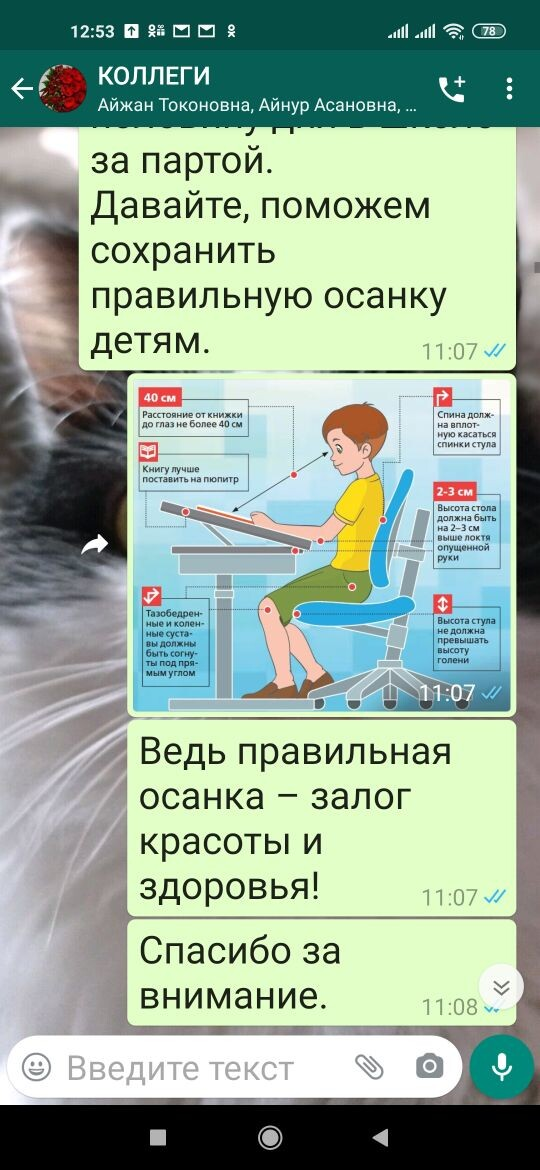 12:53
78
КОЛЛЕГИ
Айжан Токоновна, Айнур Асановна, ...
за партой.
Давайте, поможем
сохранить
правильную осанку
детям.
11:07
40 см
Расстояние от книжки
до глаз не более 40 см
Книгу лучше
поставить на пюпитр
Спина долж-
на вплот-
ную касаться
спинки стула
2-3 см
Высота стола
должна быть
на 2–3 см
выше локтя
опущенной
руки
Тазобедрен-
ные и колен-
ные суста-
вы должны
быть согну-
ты под пря-
мым углом
Высота стула
не должна
превышать
высоту
голени
11:07
Ведь правильная
осанка – залог
красоты и
здоровья!
11:07
Спасибо за
внимание.
11:08
Введите текст